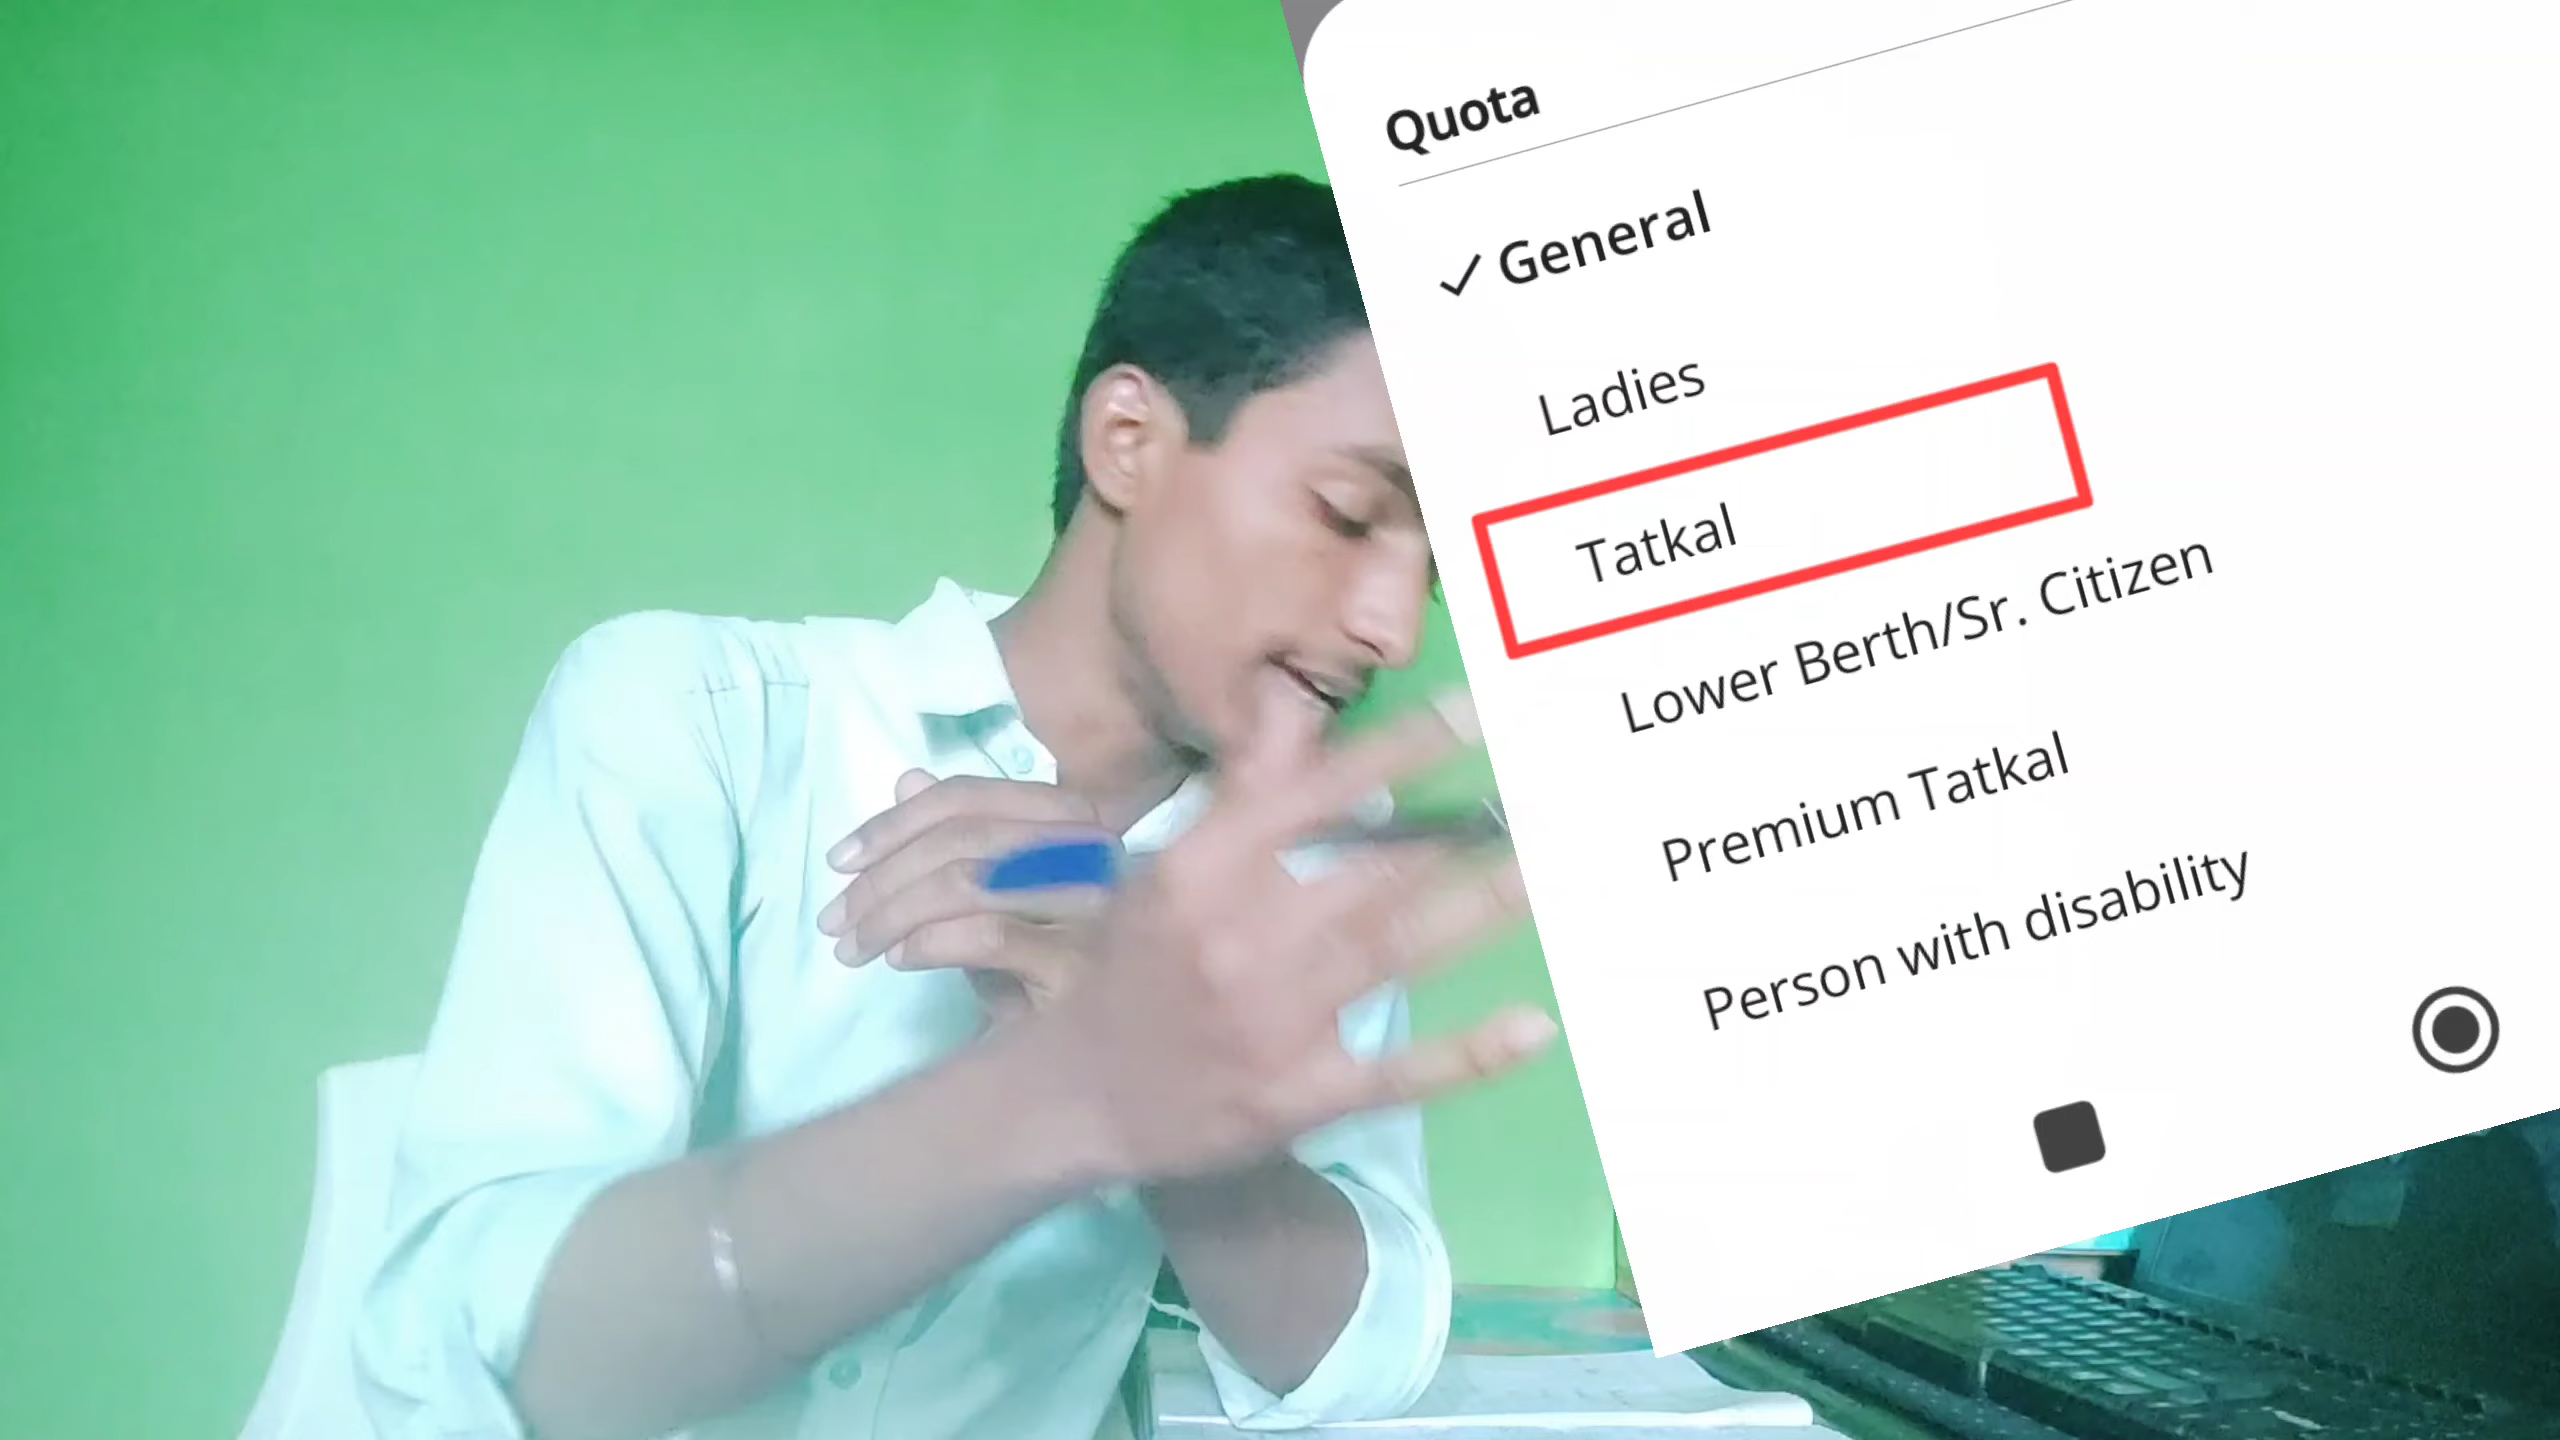 Quota
General
Ladies
Tatkal
Lower Berth/Sr. Citizen
Premium Tatkal
Person with disability